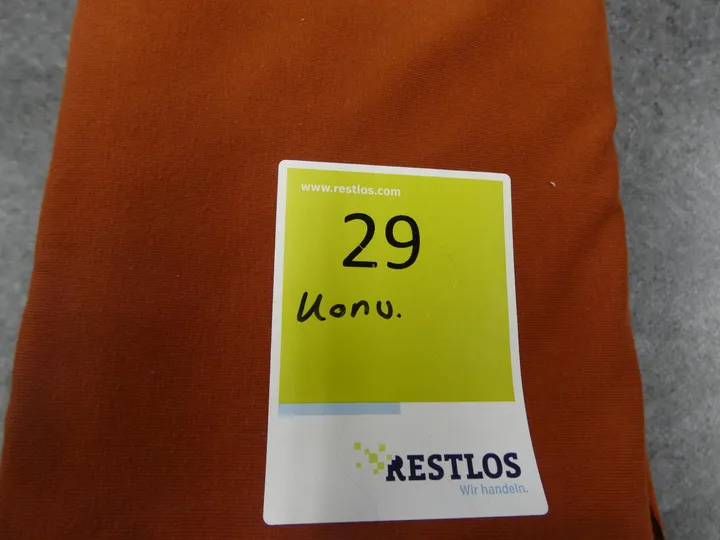 www.restlos.com
29
Konv.
RESTLOS
Wir handeln.